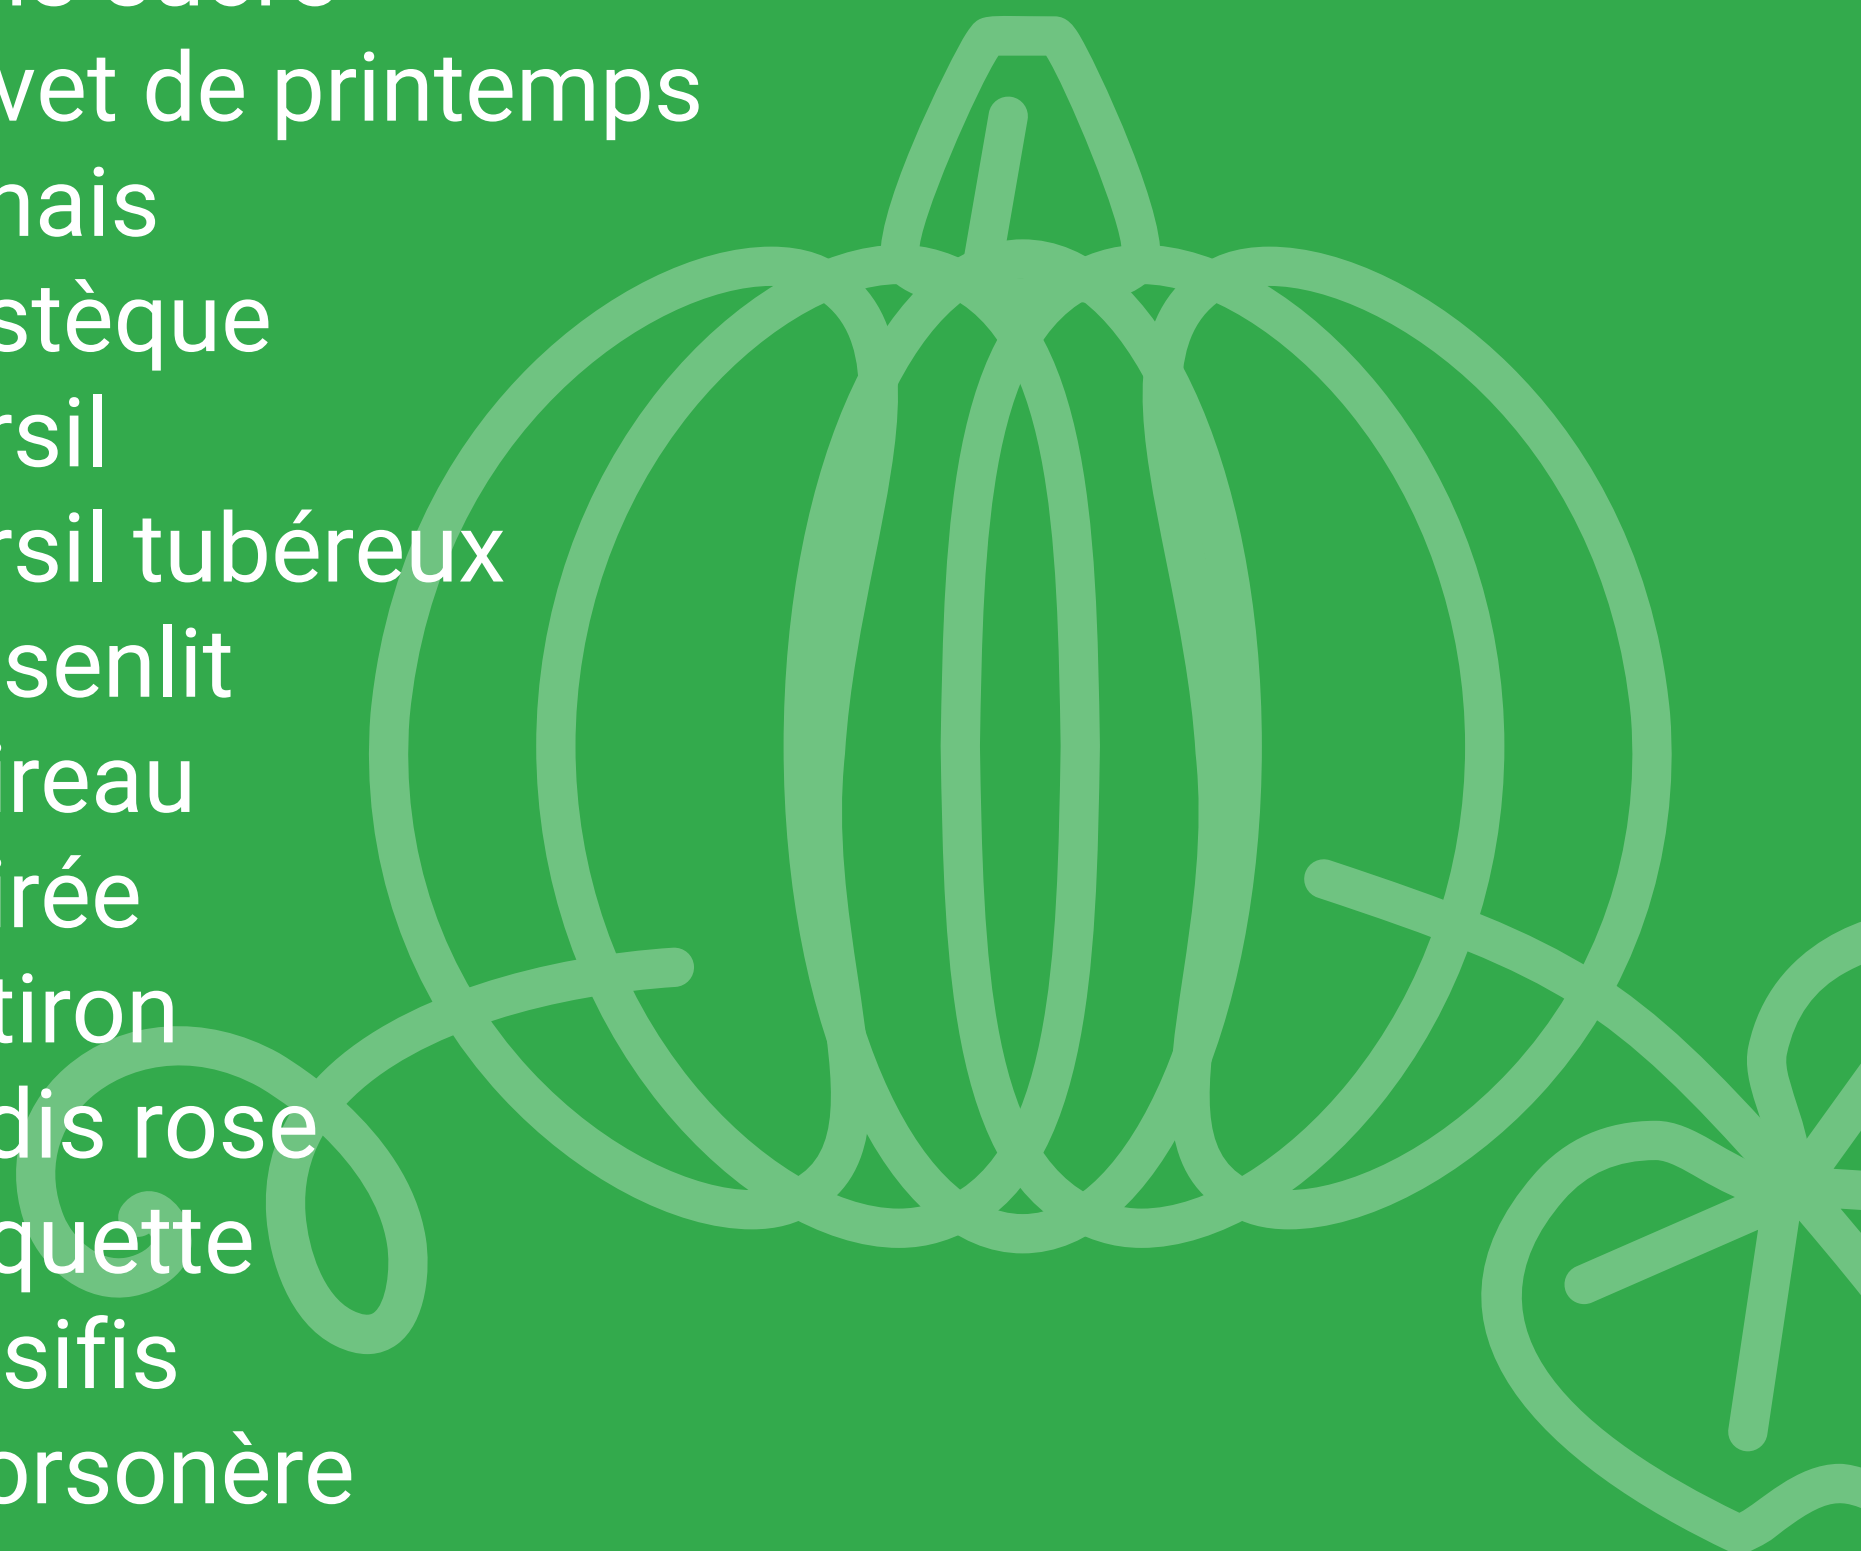 vet de printemps
nais
stèque
rsil
rsil tubéreux
senlit
ireau
irée
tiron
dis rose
quette
sifis
orsonère